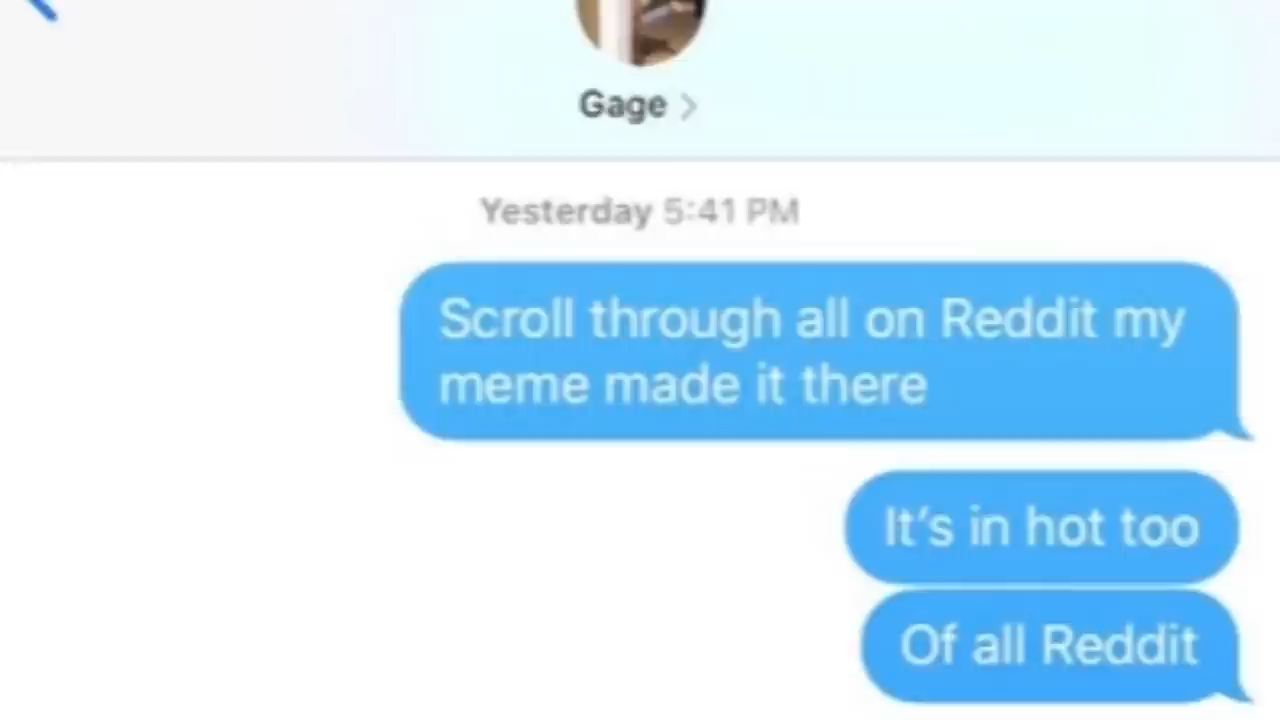 Gage
Yesterday 5:41 PM
Scroll through all on Reddit my
meme made it there
It's in hot too
Of all Reddit